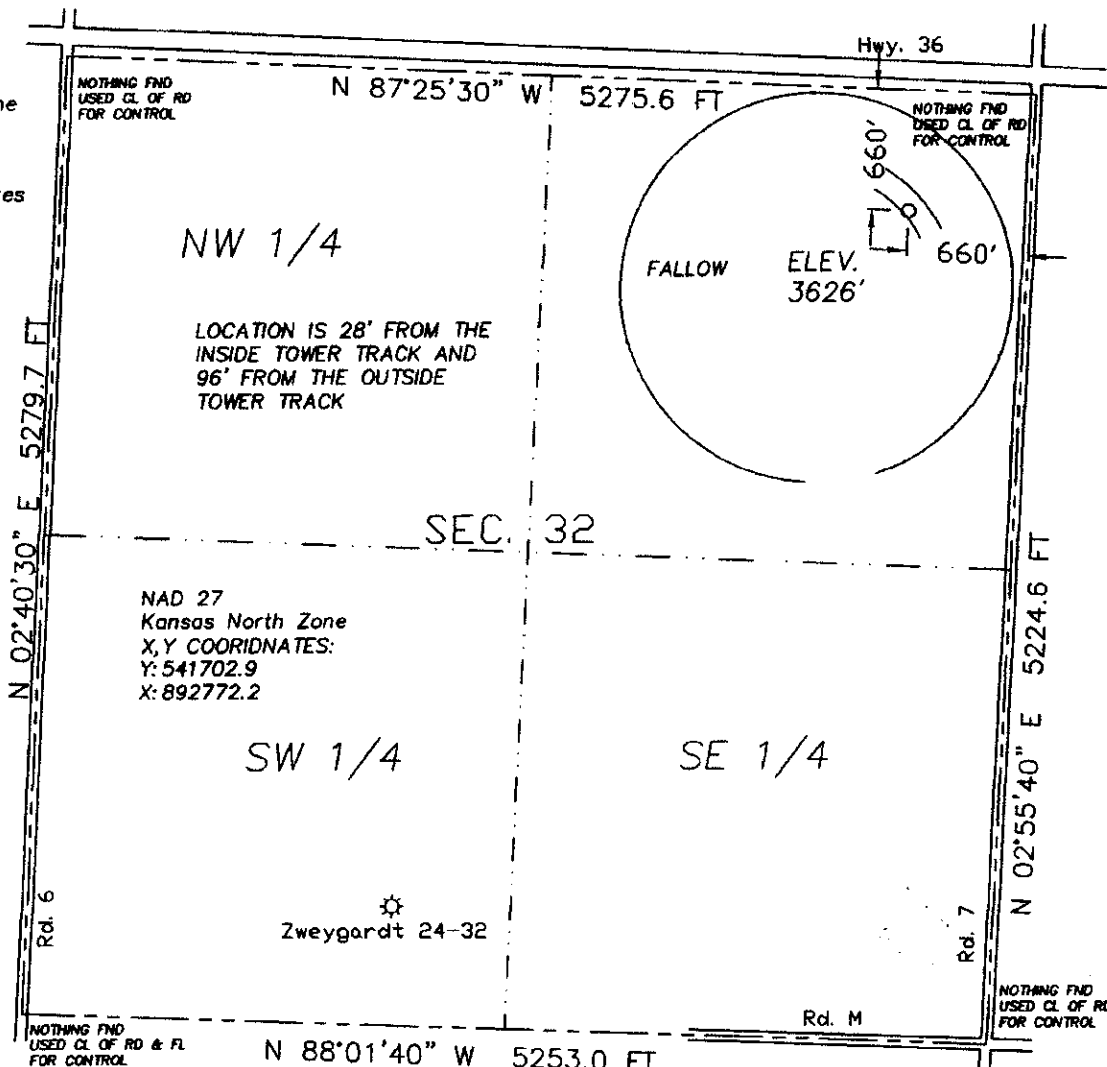 Hwy. 36
NOTHING FND
USED CL OF RD
FOR CONTROL
N 87°25'30" W 5275.6 FT
NOTHING FND
USED CL OF RD
FOR CONTROL
ne
es
660'
660'
NW 1/4
FALLOW
ELEV.
3626'
LOCATION IS 28' FROM THE
INSIDE TOWER TRACK AND
96' FROM THE OUTSIDE
TOWER TRACK
N 02°40'30" E 5279.7 FT
SEC. 32
NAD 27
Kansas North Zone
X,Y COORIDNATES:
Y: 541702.9
X: 892772.2
N 02°55'40" E 5224.6 FT
SW 1/4
SE 1/4
Zweygardt 24-32
Rd. 6
Rd. 7
Rd. M
NOTHING FND
USED CL OF RD & FL
FOR CONTROL
N 88°01'40" W 5253.0 FT
NOTHING FND
USED CL OF RD
FOR CONTROL